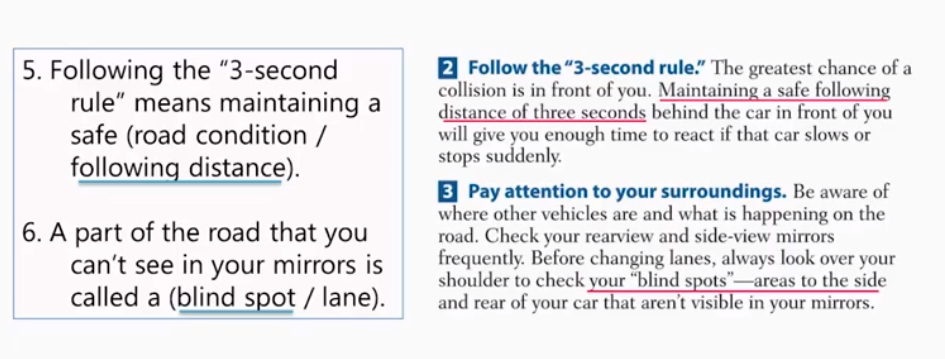 5. Following the “3-second
rule” means maintaining a
safe (road condition /
following distance).
6. A part of the road that you
can’t see in your mirrors is
called a (blind spot / lane).
2 Follow the “3-second rule.” The greatest chance of a
collision is in front of you. Maintaining a safe following
distance of three seconds behind the car in front of you
will give you enough time to react if that car slows or
stops suddenly.
3 Pay attention to your surroundings. Be aware of
where other vehicles are and what is happening on the
road. Check your rearview and side-view mirrors
frequently. Before changing lanes, always look over your
shoulder to check your “blind spots”—areas to the side
and rear of your car that aren’t visible in your mirrors.